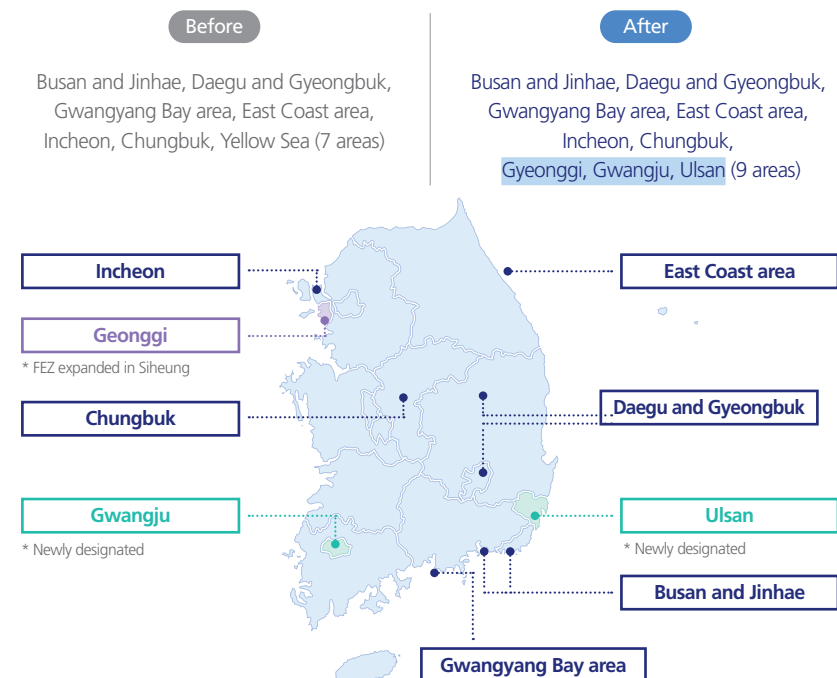 Before
Busan and Jinhae, Daegu and Gyeongbuk,
Gwangyang Bay area, East Coast area,
Incheon, Chungbuk, Yellow Sea (7 areas)
After
Busan and Jinhae, Daegu and Gyeongbuk,
Gwangyang Bay area, East Coast area,
Incheon, Chungbuk,
Gyeonggi, Gwangju, Ulsan (9 areas)
Incheon
East Coast area
Geonggi
* FEZ expanded in Siheung
Chungbuk
Daegu and Gyeongbuk
Gwangju
* Newly designated
Ulsan
* Newly designated
Busan and Jinhae
Gwangyang Bay area